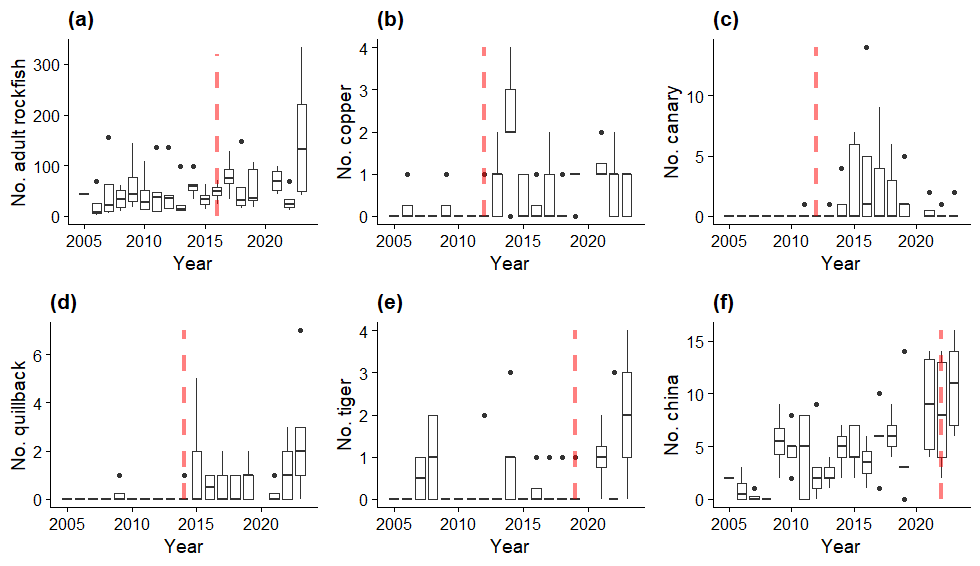 (a)
No. adult rockfish
300
200
100
0
2005 2010 2015 2020
Year
(b)
No. copper
4
3
2
1
0
2005 2010 2015 2020
Year
(c)
No. canary
10
5
0
2005 2010 2015 2020
Year
(d)
No. quillback
6
4
2
0
2005 2010 2015 2020
Year
(e)
No. tiger
4
3
2
1
0
2005 2010 2015 2020
Year
(f)
No. china
15
10
5
0
2005 2010 2015 2020
Year